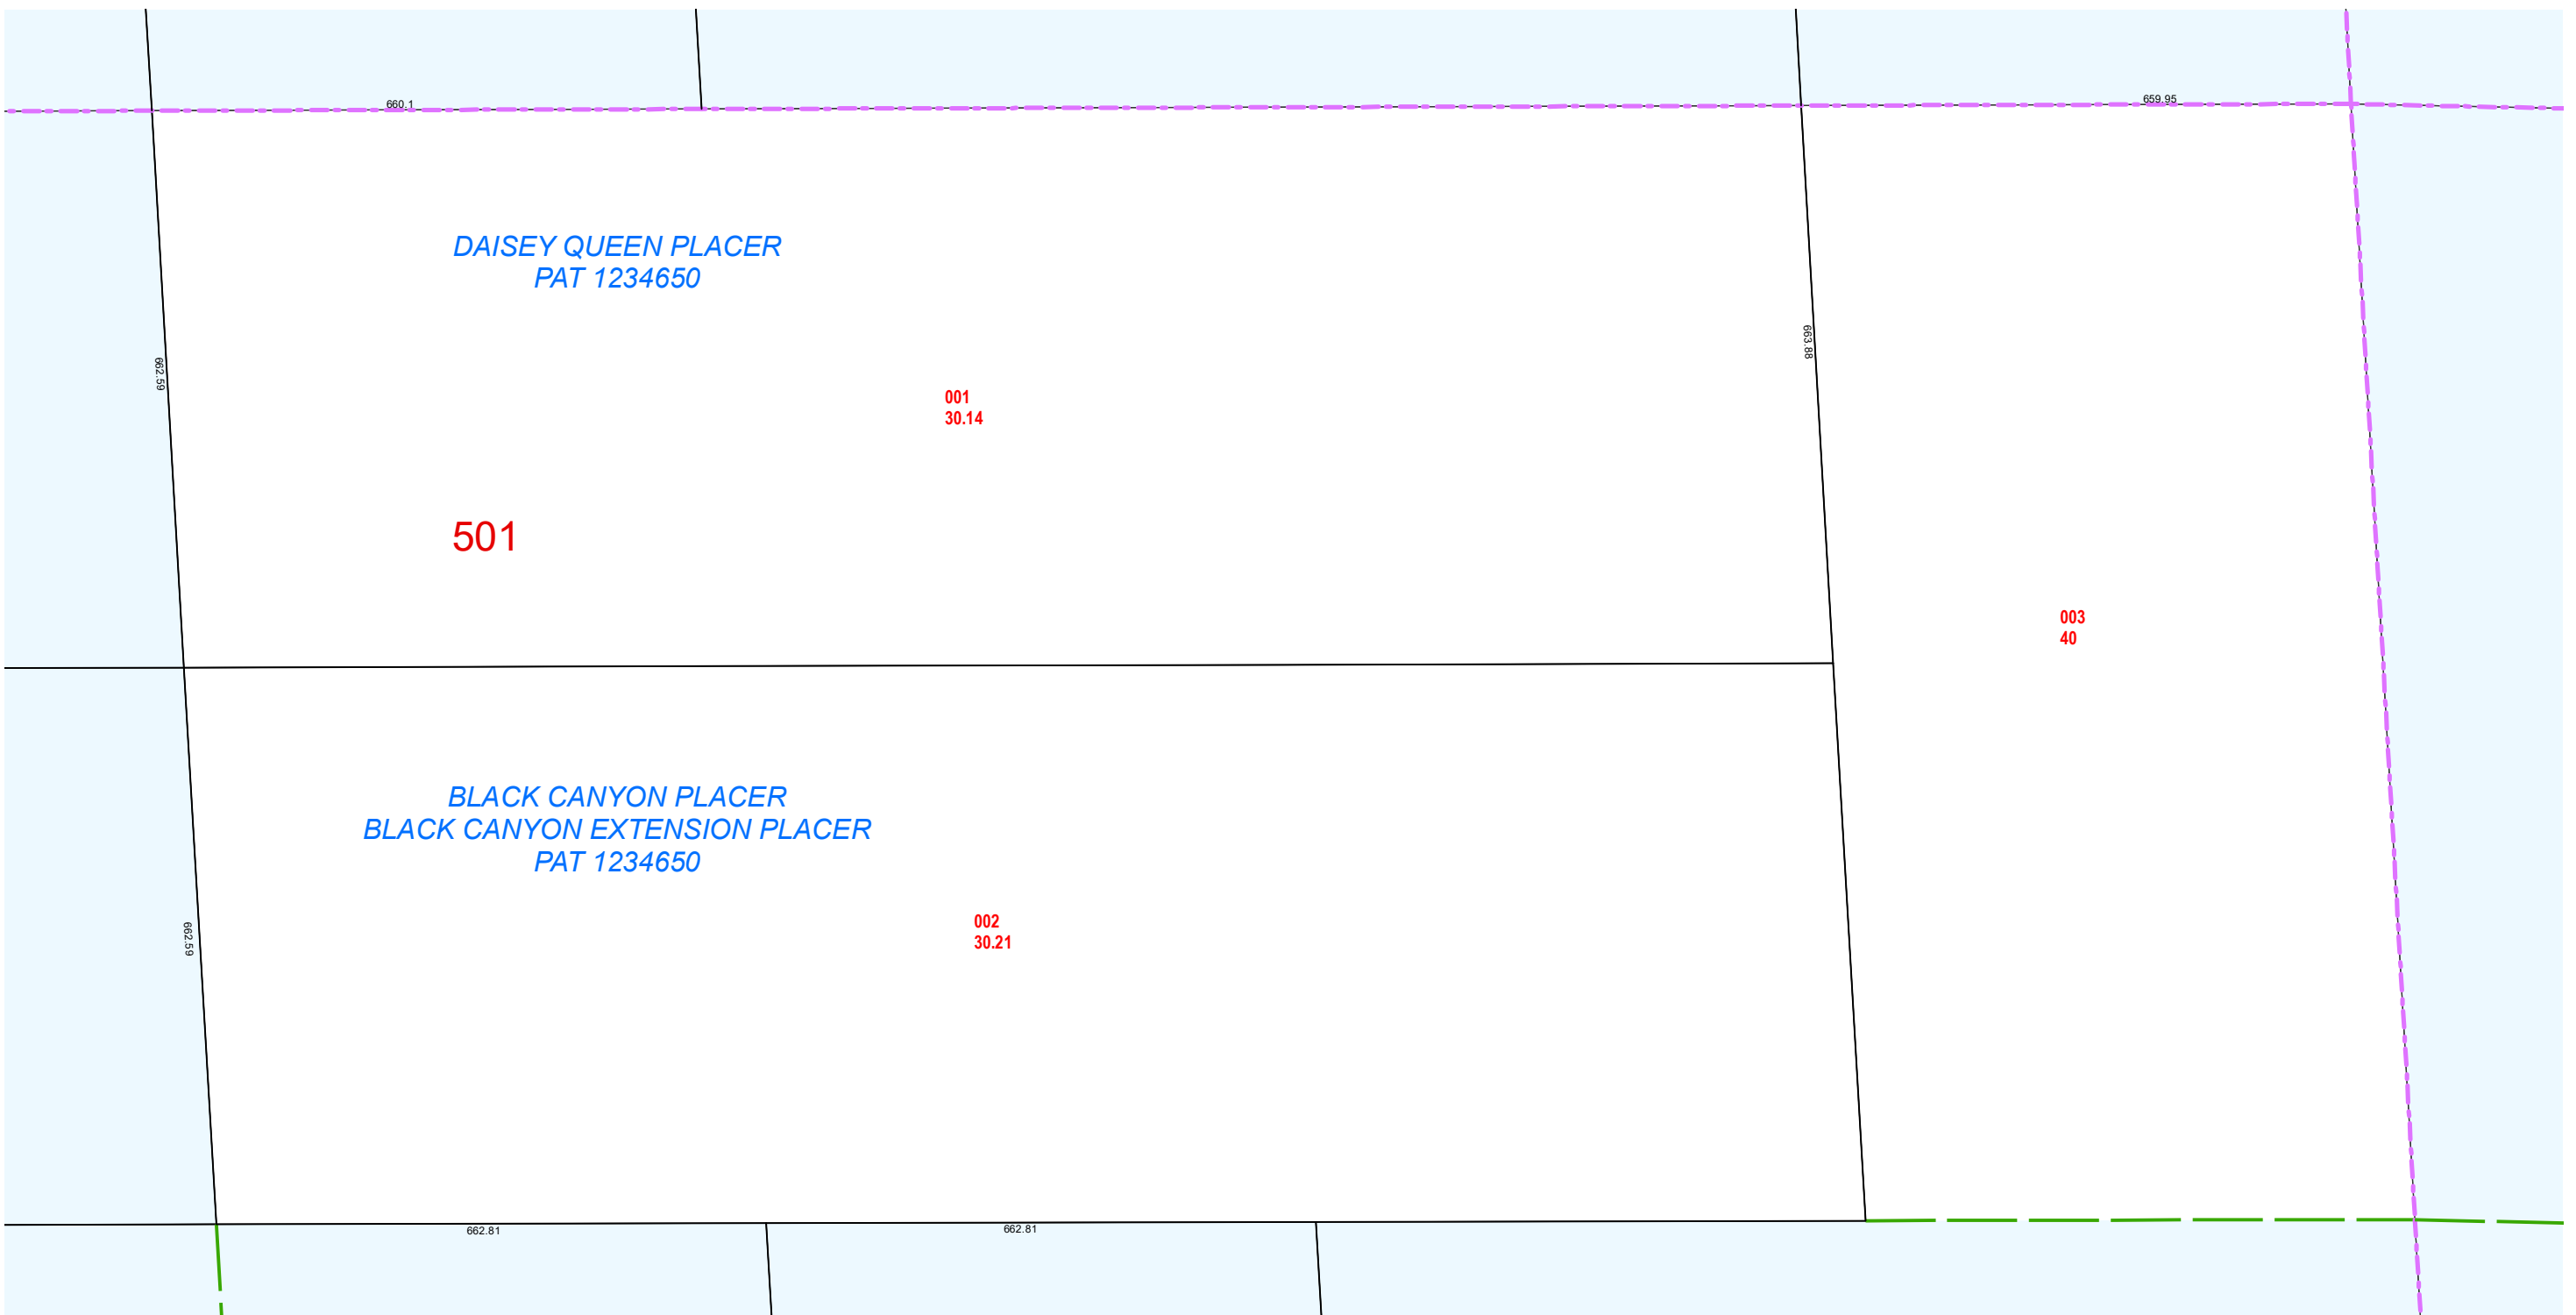 660.1
659.95
DAISEY QUEEN PLACER
PAT 1234650
662.59
663.88
001
30.14
501
003
40
BLACK CANYON PLACER
BLACK CANYON EXTENSION PLACER
PAT 1234650
002
30.21
662.59
662.81
662.81